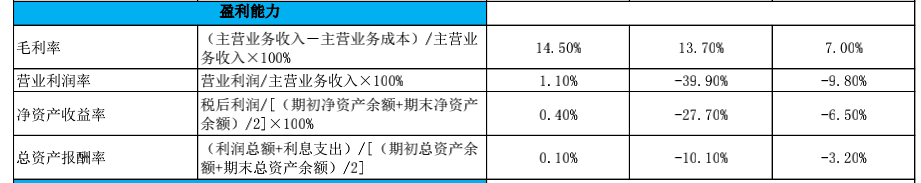 盈利能力
毛利率 （主营业务收入－主营业务成本）/主营业务收入×100% 14.50% 13.70% 7.00%
营业利润率 营业利润/主营业务收入×100% 1.10% -39.90% -9.80%
净资产收益率 税后利润/[（期初净资产余额+期末净资产余额）/2]×100% 0.40% -27.70% -6.50%
总资产报酬率 （利润总额+利息支出）/[（期初总资产余额+期末总资产余额）/2] 0.10% -10.10% -3.20%